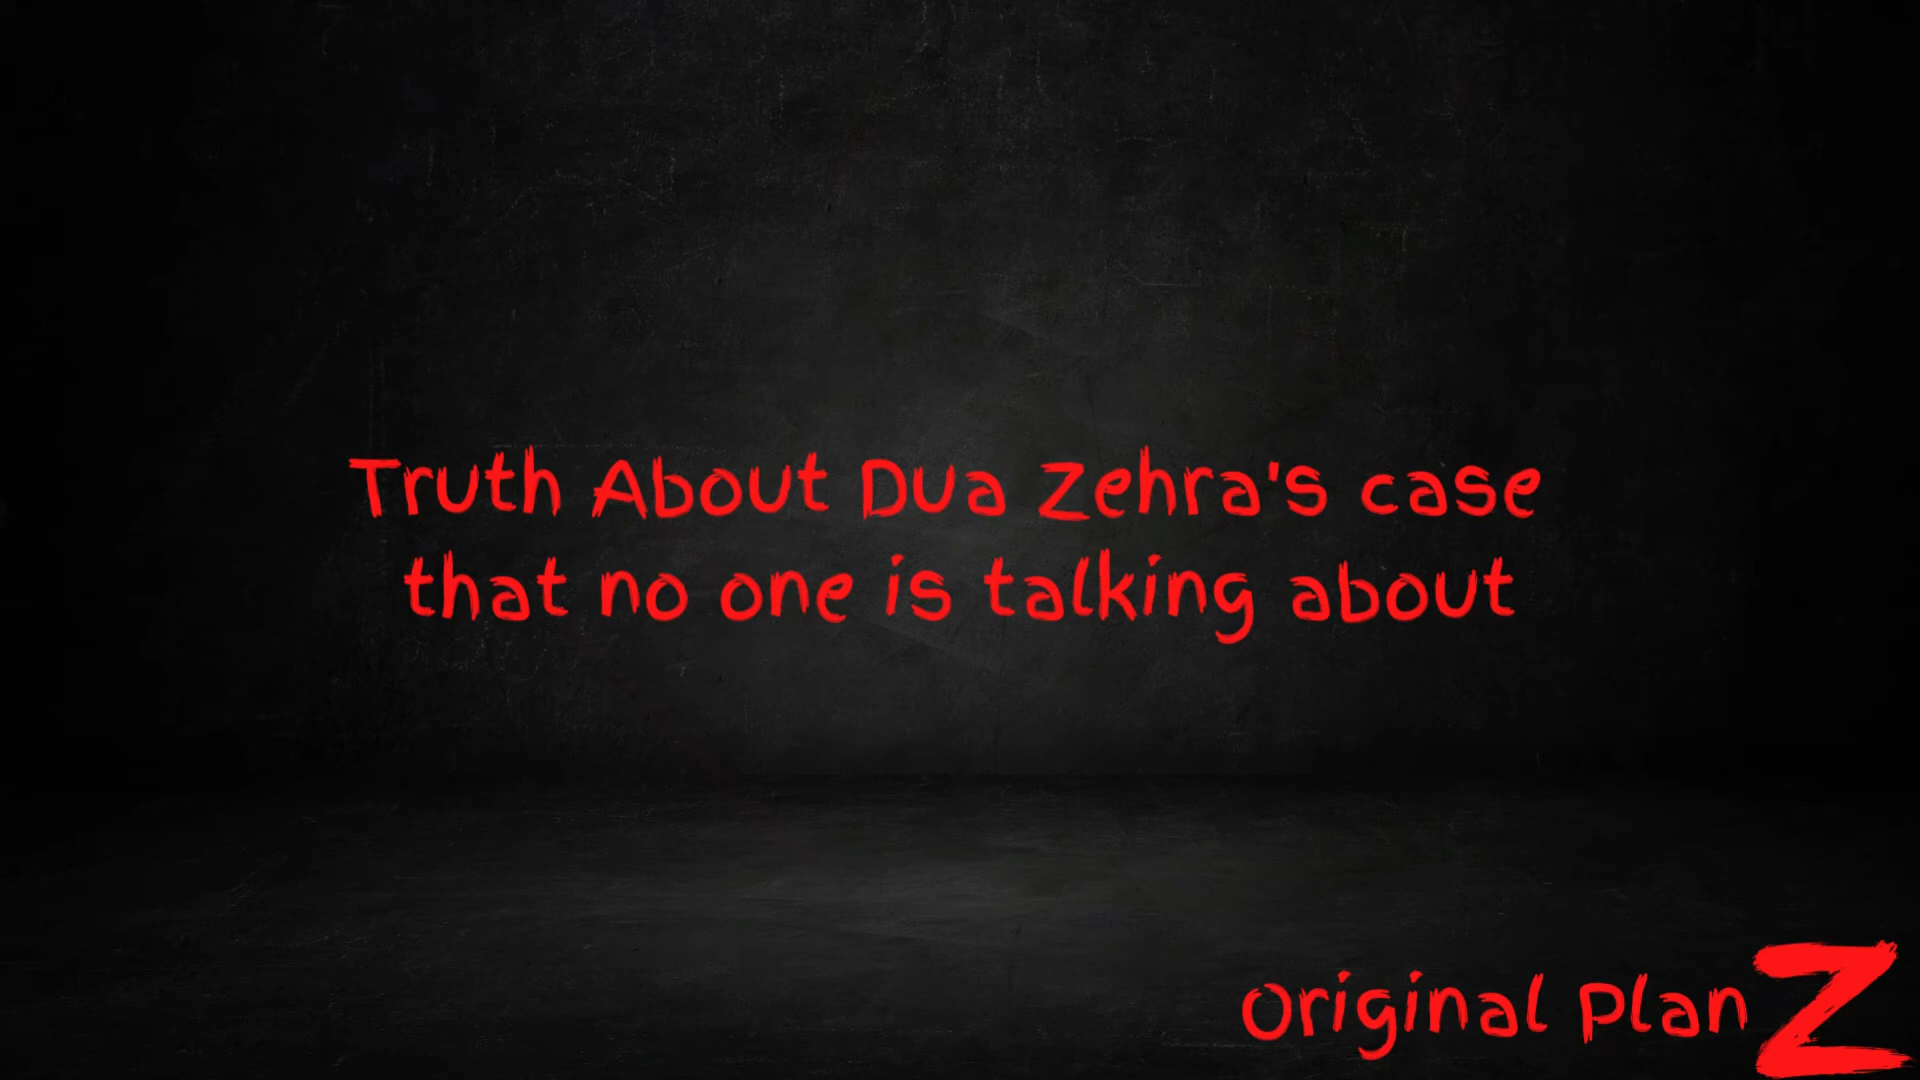 Truth About Dua Zehra's case
that no one is talking about
Original Plan Z